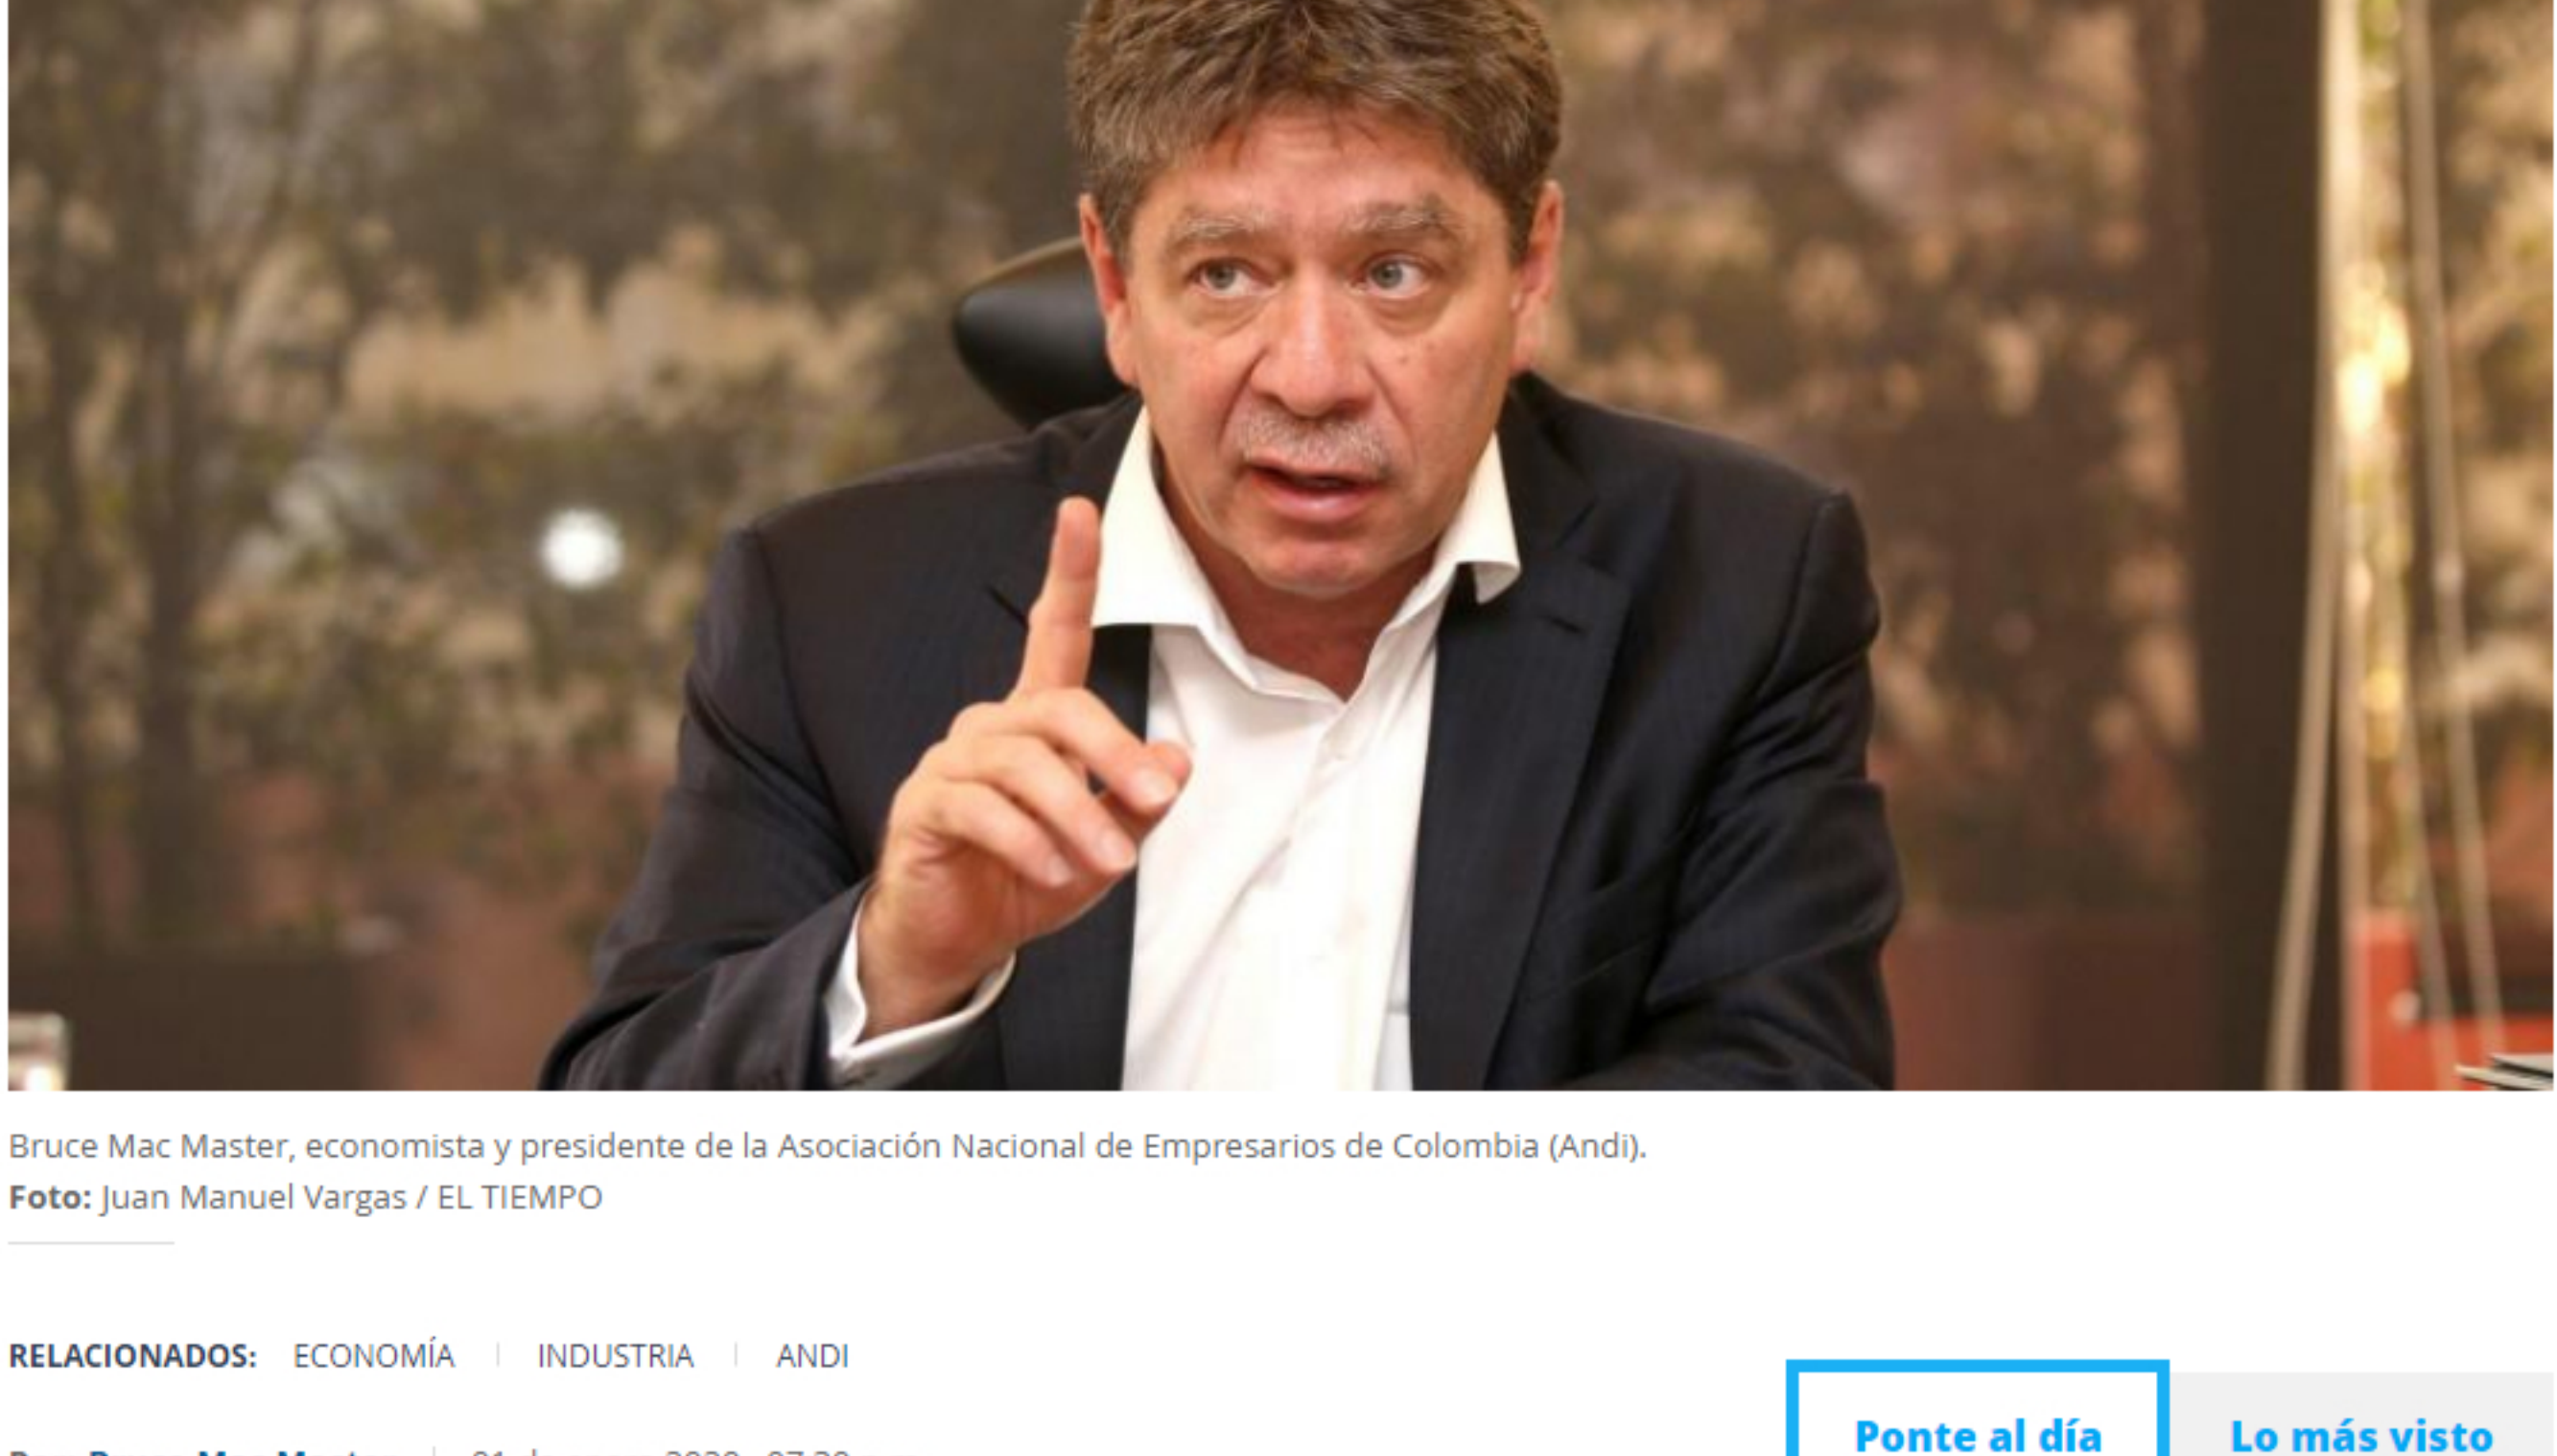 Bruce Mac Master, economista y presidente de la Asociación Nacional de Empresarios de Colombia (Andi).
Foto: Juan Manuel Vargas / EL TIEMPO
RELACIONADOS: ECONOMÍA INDUSTRIA ANDI
Ponte al día Lo más visto